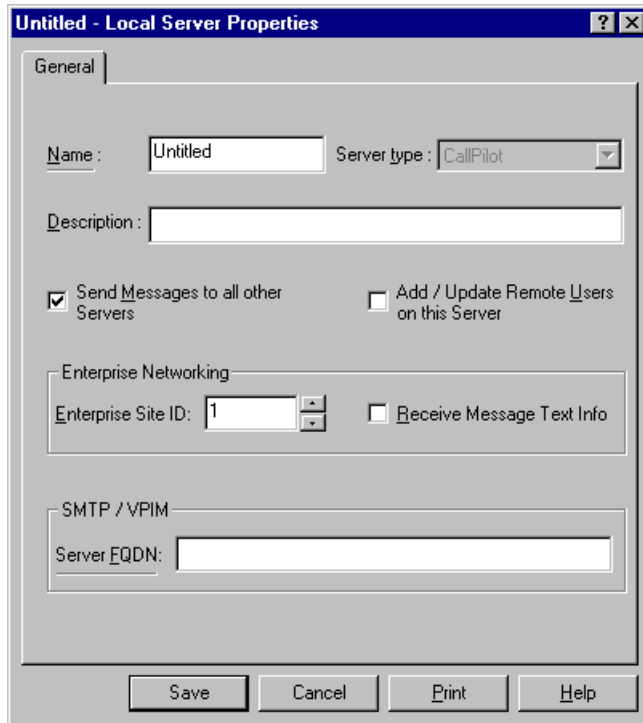 Untitled - Local Server Properties
General
Name : Untitled Server type : CallPilot
Description :
Send Messages to all other Servers
Add / Update Remote Users on this Server
Enterprise Networking
Enterprise Site ID: 1 Receive Message Text Info
SMTP / VPIM
Server FQDN:
Save Cancel Print Help